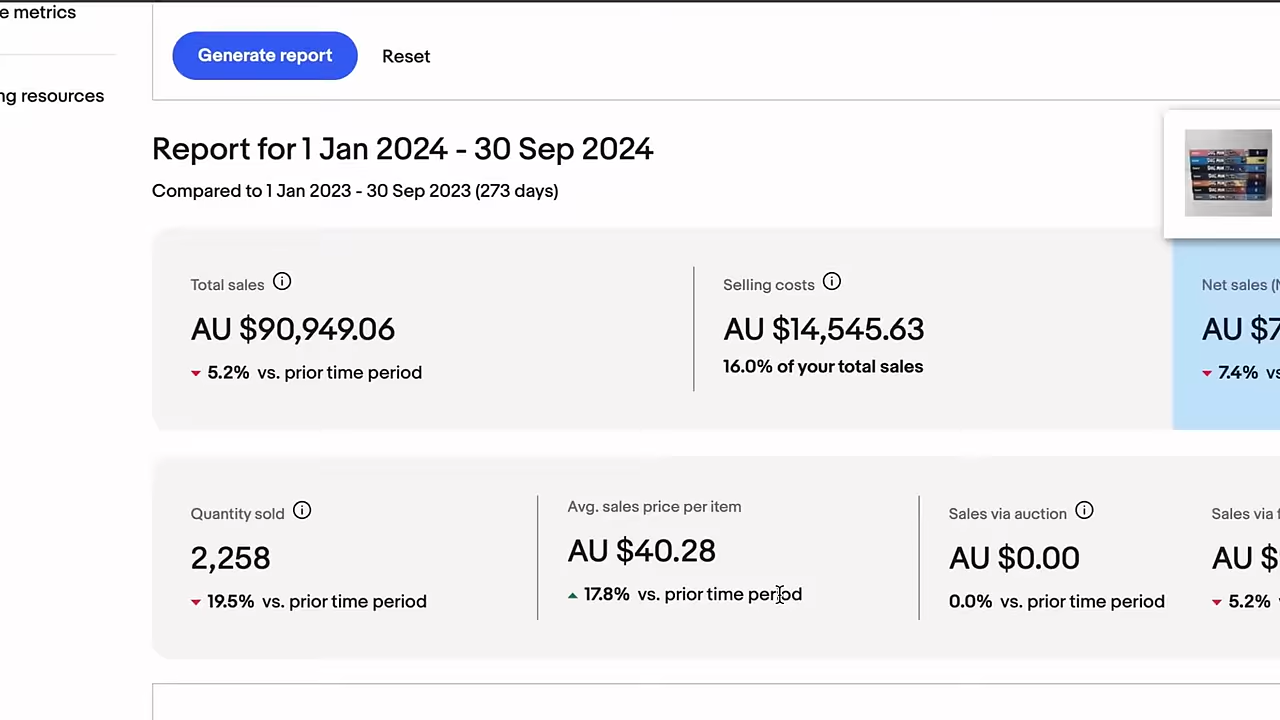 e metrics
ng resources
Generate report
Reset
Report for 1 Jan 2024 - 30 Sep 2024
Compared to 1 Jan 2023 - 30 Sep 2023 (273 days)
Total sales
AU $90,949.06
5.2% vs. prior time period
Selling costs
AU $14,545.63
16.0% of your total sales
Net sales (N
AU $7
7.4% vs
Quantity sold
2,258
19.5% vs. prior time period
Avg. sales price per item
AU $40.28
17.8% vs. prior time period
Sales via auction
AU $0.00
0.0% vs. prior time period
Sales via f
AU $
5.2%